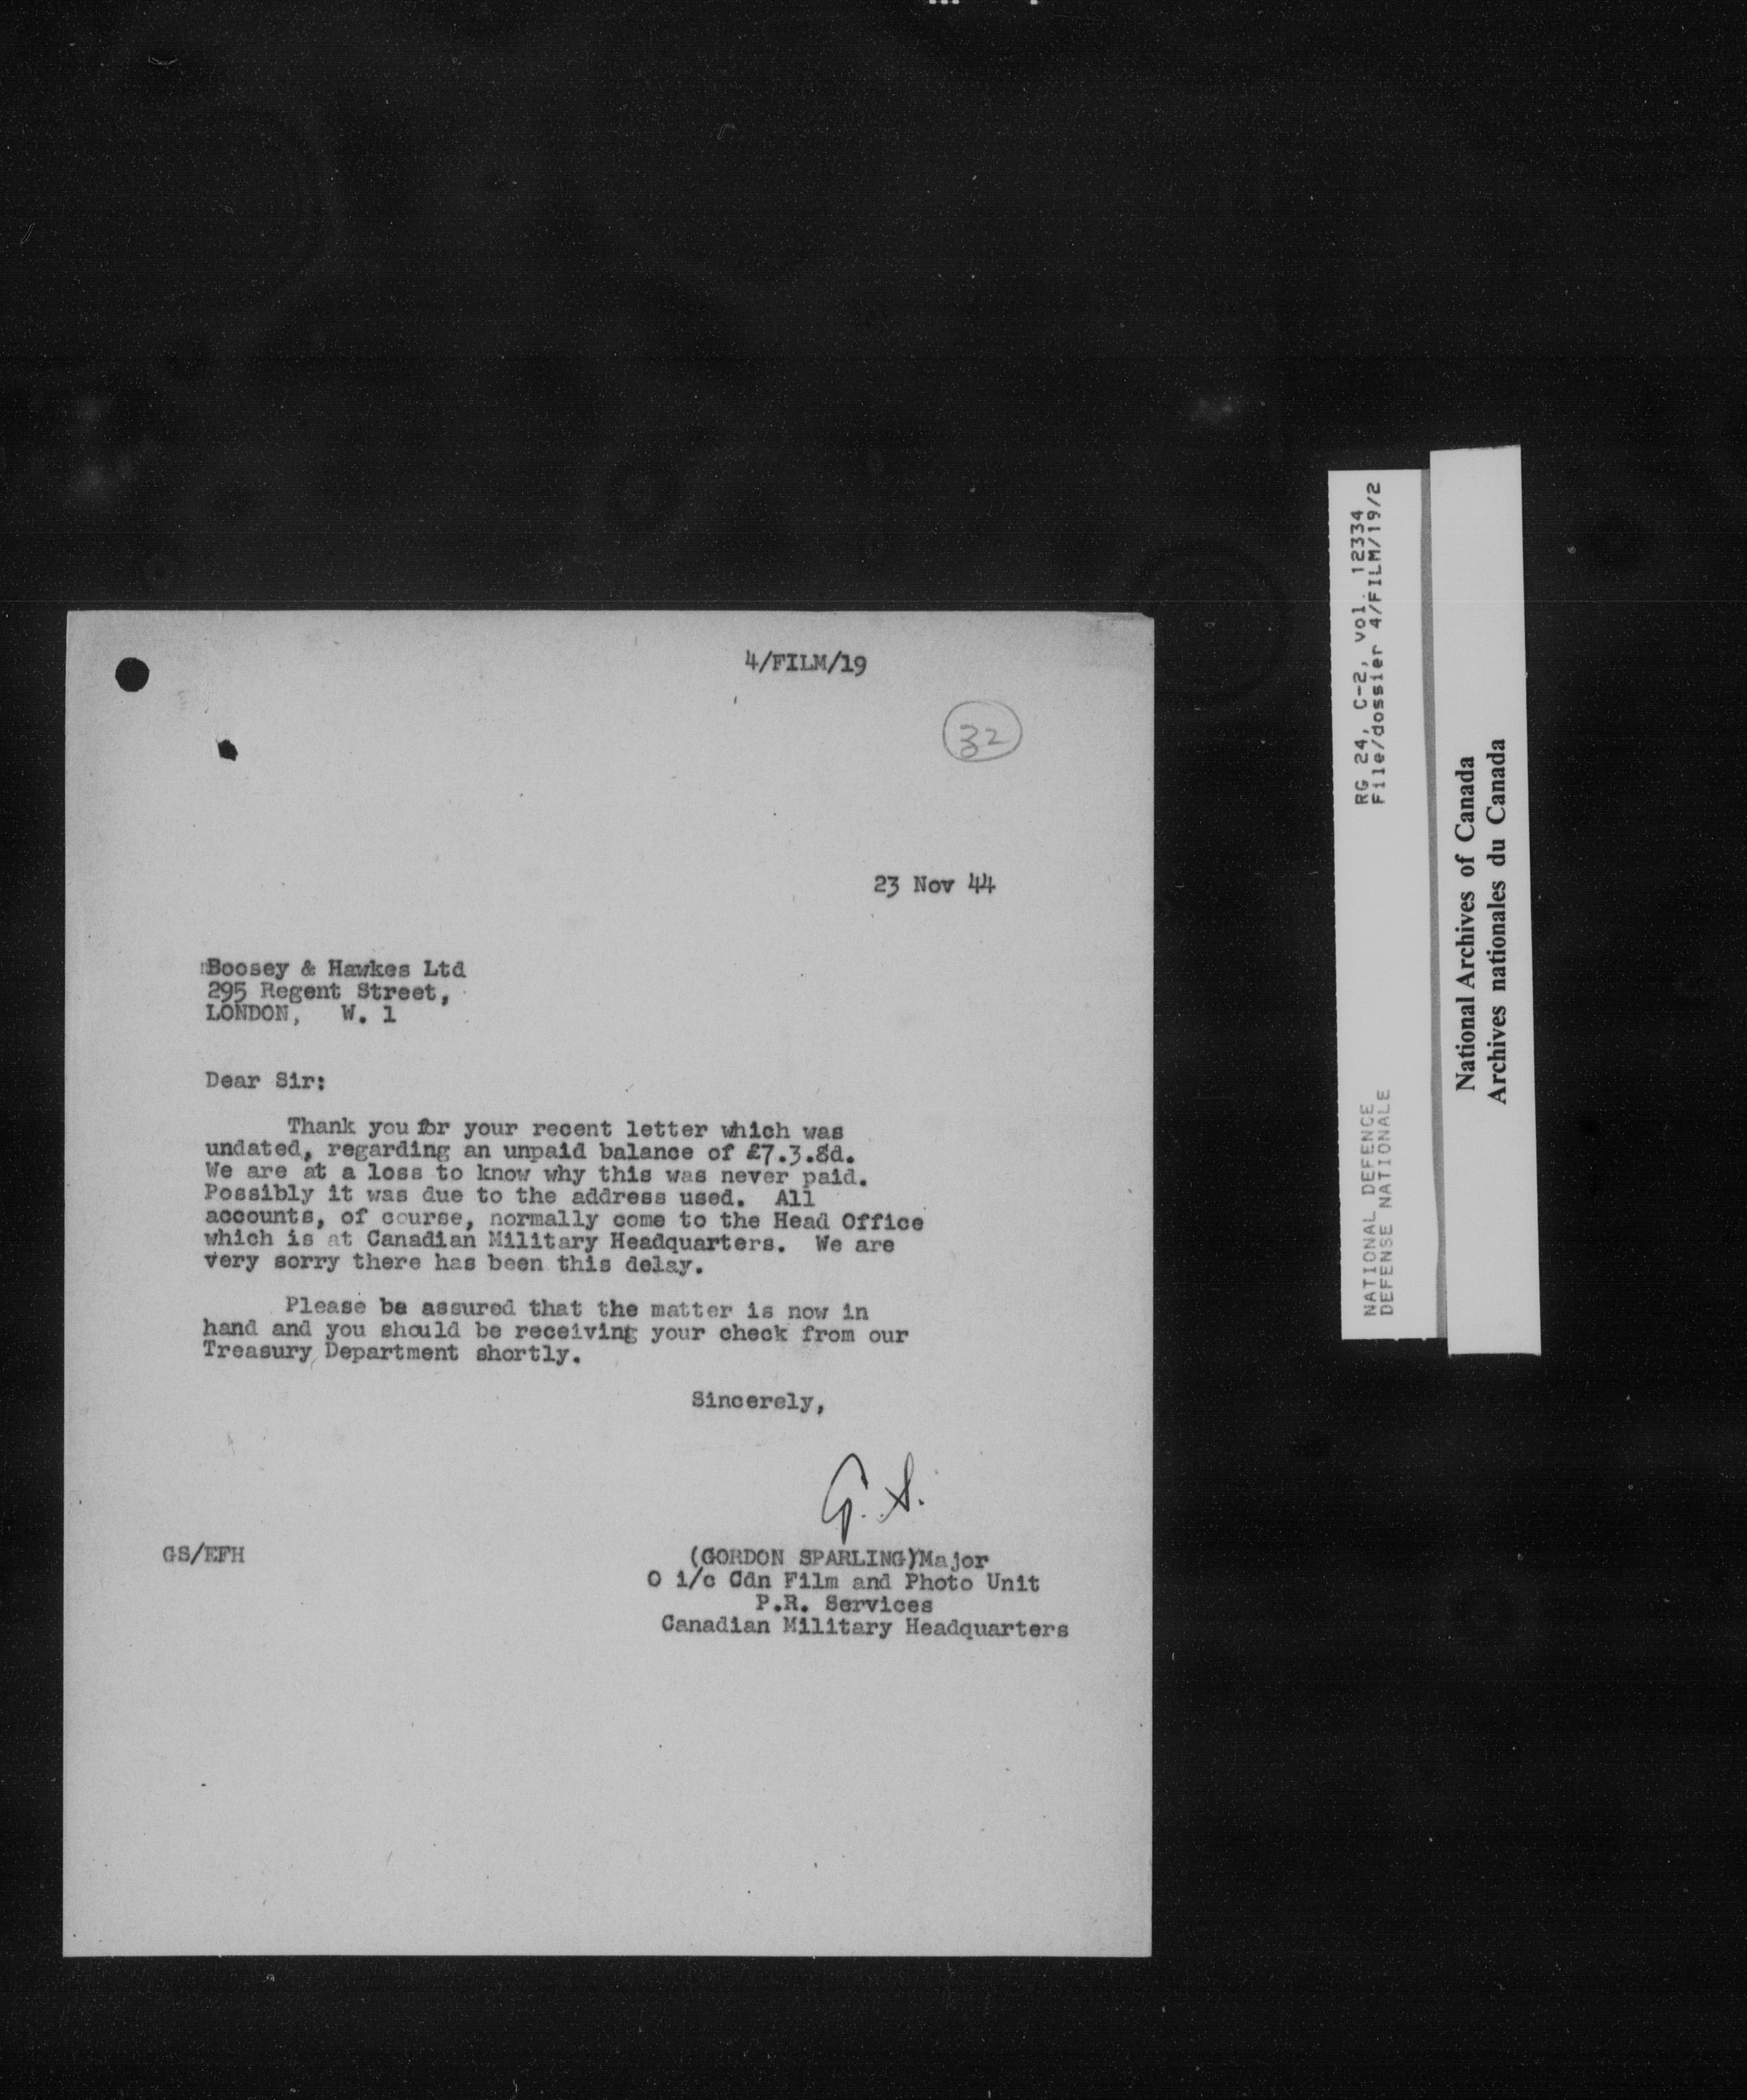 4/FILM/19
32
23 Nov 44
Boosey & Hawkes Ltd
295 Regent Street,
LONDON, W. 1
Dear Sir:
Thank you for your recent letter which was
undated, regarding an unpaid balance of £7.3.8d.
We are at a loss to know why this was never paid.
Possibly it was due to the address used. All
accounts, of course, normally come to the Head Office
which is at Canadian Military Headquarters. We are
very sorry there has been this delay.
Please be assured that the matter is now in
hand and you should be receiving your check from our
Treasury Department shortly.
Sincerely,
G. S.
GS/EFH
(GORDON SPARLING)Major
O i/c Cdn Film and Photo Unit
P.R. Services
Canadian Military Headquarters
RG 24, C-2, vol. 12334
File/dossier 4/FILM/19/2
NATIONAL DEFENCE
DEFENSE NATIONALE
National Archives of Canada
Archives nationales du Canada